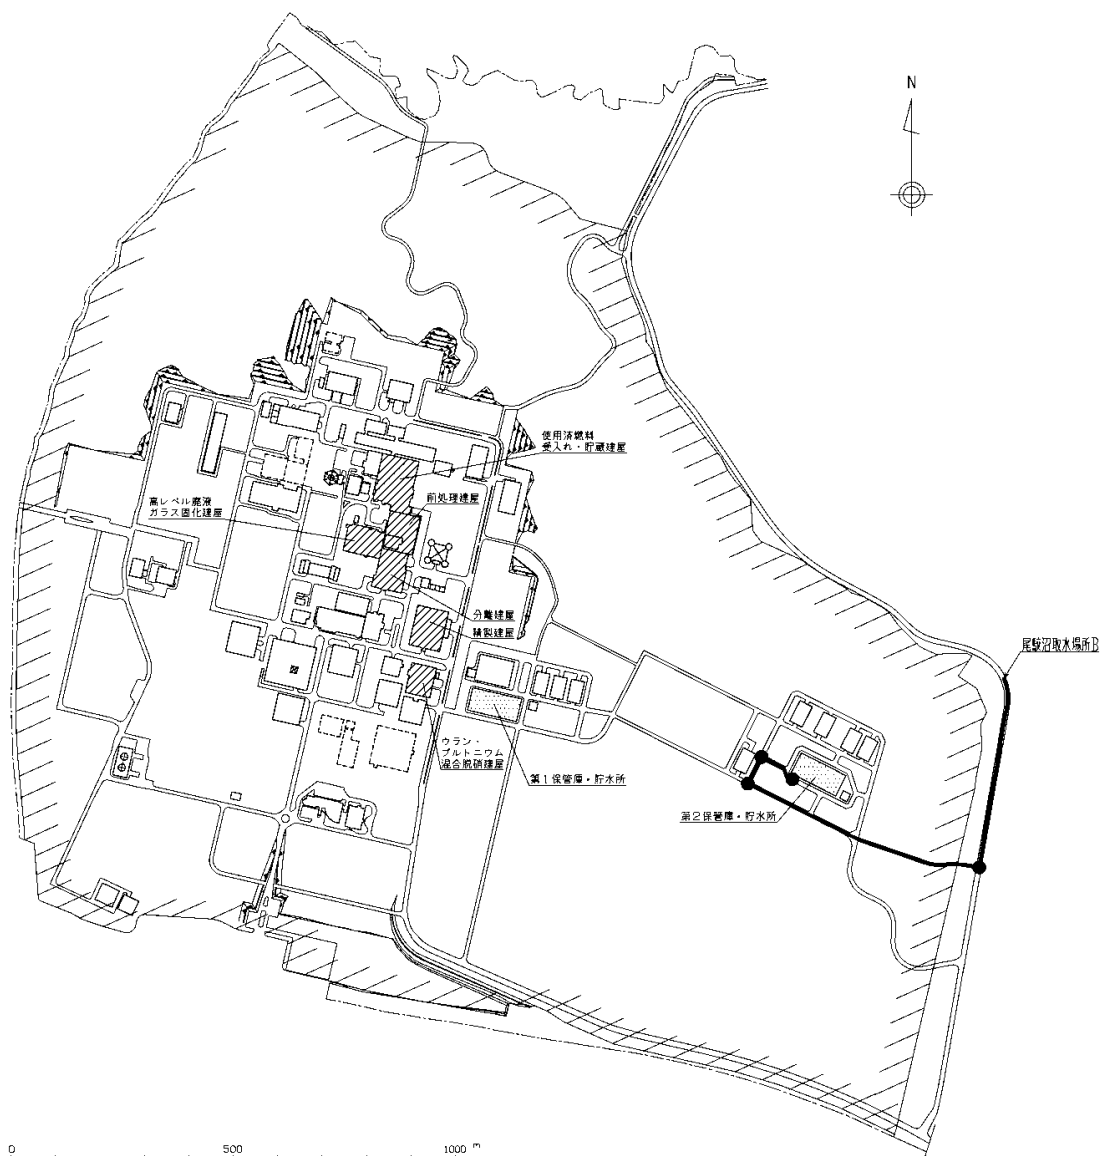 N
使用済燃料
受入れ・貯蔵建屋
前処理建屋
高レベル廃液
ガラス固化建屋
分離建屋
精製建屋
尾駮沼取水場所B
ウラン・
プルトニウム
混合脱硝建屋
第1保管庫・貯水所
第2保管庫・貯水所
0 500 1000 m